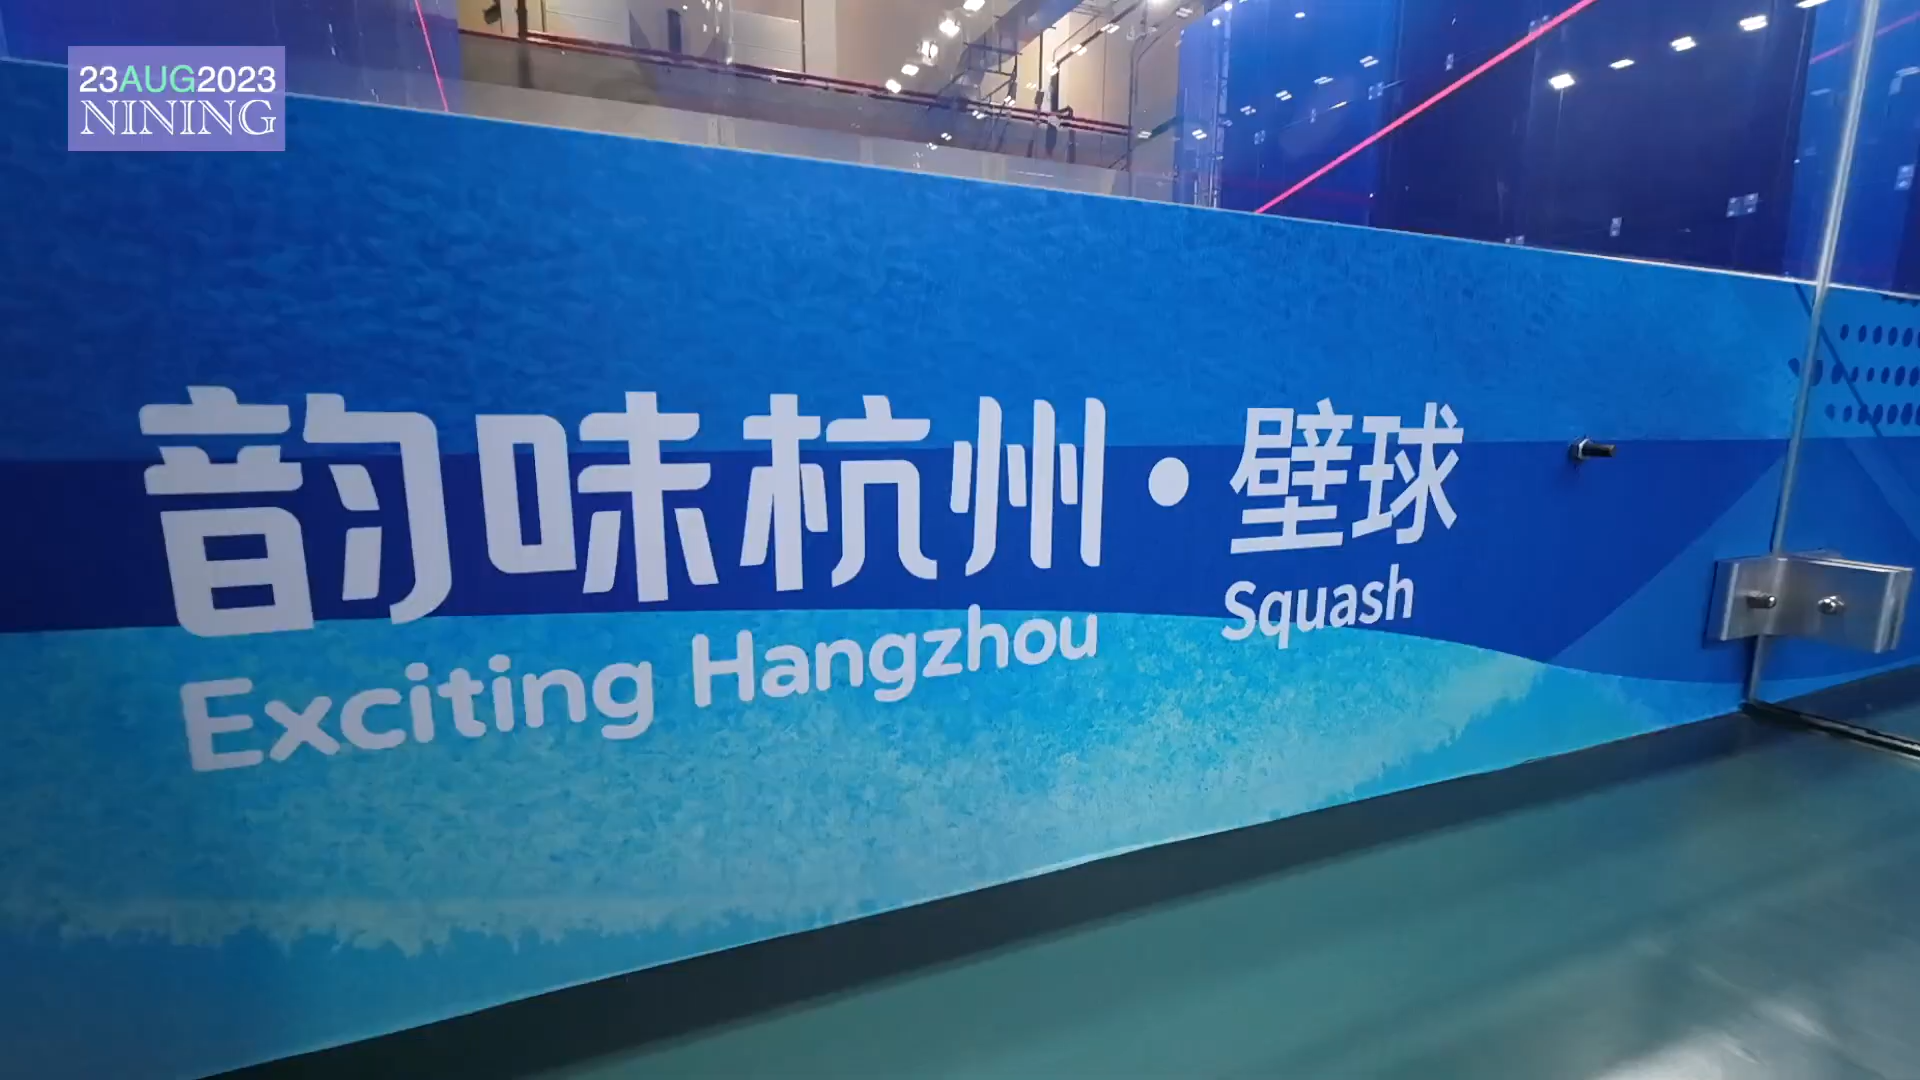 23AUG2023
NINING
韵味杭州·壁球
Exciting Hangzhou Squash